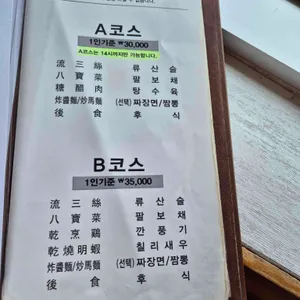 A코스
1인기준 ₩30,000
A코스는 14시까지만 가능합니다.
流三絲 류산슬
八寶菜 팔보채
糖醋肉 탕수육
炸醬麵/炒馬麵 (선택) 짜장면/짬뽕
後食 후식
B코스
1인기준 ₩35,000
流三絲 류산슬
八寶菜 팔보채
乾烹鷄 깐풍기
乾燒明蝦 칠리새우
炸醬麵/炒馬麵 (선택) 짜장면/짬뽕
後食 후식